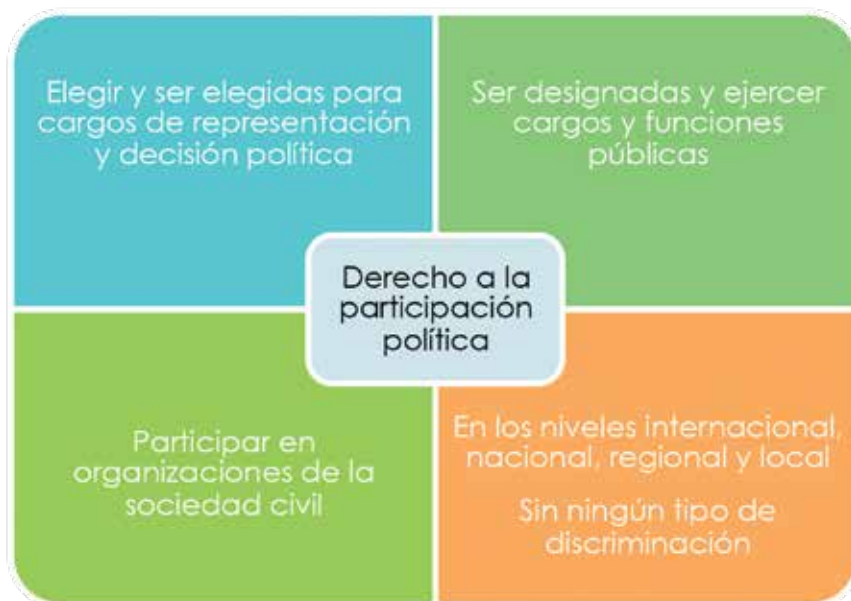 Elegir y ser elegidas para
cargos de representación
y decisión política
Ser designadas y ejercer
cargos y funciones
públicas
Derecho a la
participación
política
Participar en
organizaciones de la
sociedad civil
En los niveles internacional,
nacional, regional y local
Sin ningún tipo de
discriminación